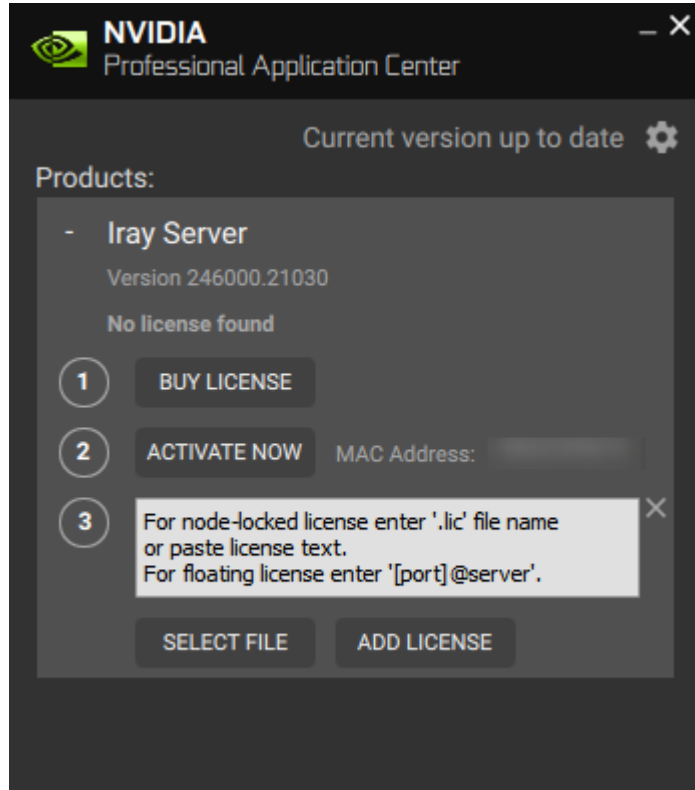 NVIDIA
Professional Application Center
Current version up to date
Products:
- Iray Server
Version 246000.21030
No license found
1 BUY LICENSE
2 ACTIVATE NOW MAC Address:
3 For node-locked license enter '.lic' file name
or paste license text.
For floating license enter '[port]@server'.
SELECT FILE ADD LICENSE